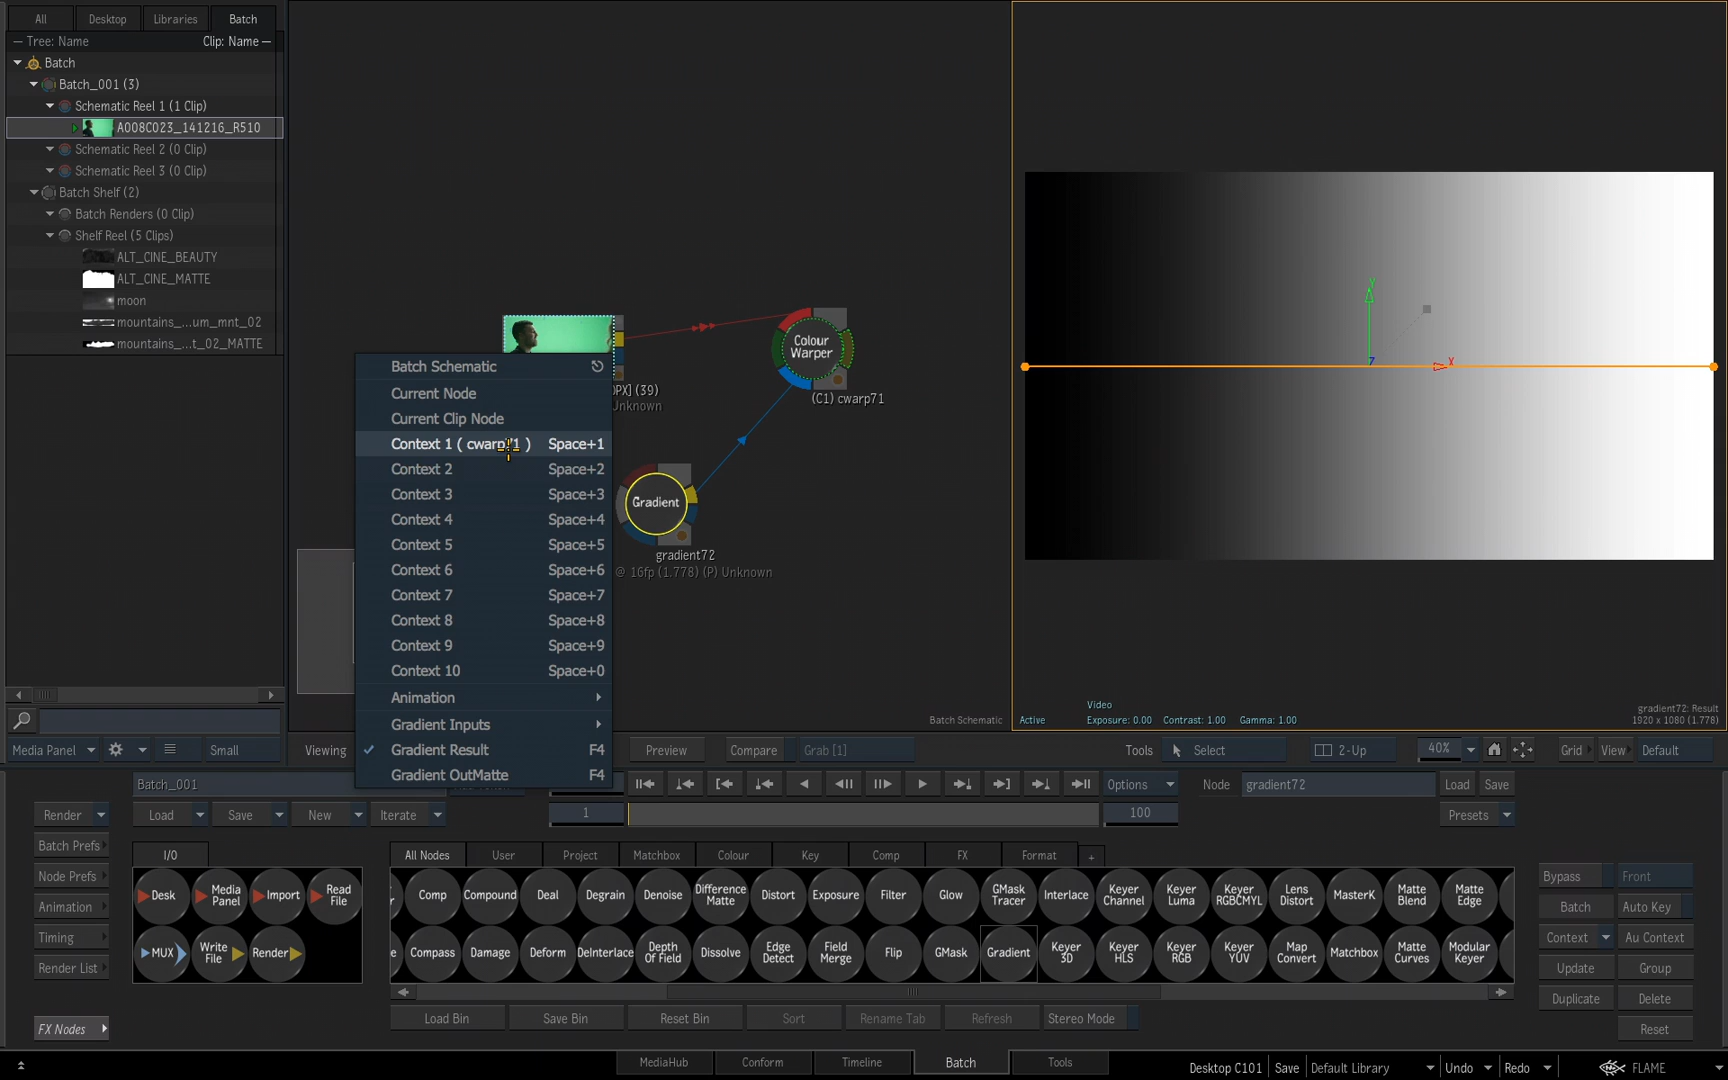 All Desktop Libraries Batch
Tree: Name Clip: Name
Batch
Batch_001 (3)
Schematic Reel 1 (1 Clip)
A008C023_141216_R510
Schematic Reel 2 (0 Clip)
Schematic Reel 3 (0 Clip)
Batch Shelf (2)
Batch Renders (0 Clip)
Shelf Reel (5 Clips)
ALT_CINE_BEAUTY
ALT_CINE_MATTE
moon
mountains_...um_mnt_02
mountains_...t_02_MATTE
Colour Warper
(C1) cwarp71
(39)
Unknown
Gradient
gradient72
@ 16fp (1.778) (P) Unknown
Batch Schematic
Current Node
Current Clip Node
Context 1 ( cwarp71 ) Space+1
Context 2 Space+2
Context 3 Space+3
Context 4 Space+4
Context 5 Space+5
Context 6 Space+6
Context 7 Space+7
Context 8 Space+8
Context 9 Space+9
Context 10 Space+0
Animation
Gradient Inputs
Gradient Result F4
Gradient OutMatte F4
Batch Schematic
Y
X
Z
Video
Active Exposure: 0.00 Contrast: 1.00 Gamma: 1.00
gradient72: Result
1920 x 1080 (1.778)
Media Panel Small Viewing Preview Compare Grab [1] Tools Select 2-Up 40% Grid View Default
Batch_001 Options Node gradient72 Load Save
Render Load Save New Iterate 1 100 Presets
Batch Prefs
Node Prefs
Animation
Timing
Render List
FX Nodes
I/O
Desk Media Panel Import Read File
MUX Write File Render
All Nodes User Project Matchbox Colour Key Comp FX Format +
Comp Compound Deal Degrain Denoise Difference Matte Distort Exposure Filter Glow GMask Tracer Interlace Keyer Channel Keyer Luma Keyer RGBCMYL Lens Distort MasterK Matte Blend Matte Edge
Compass Damage Deform DeInterlace Depth Of Field Dissolve Edge Detect Field Merge Flip GMask Gradient Keyer 3D Keyer HLS Keyer RGB Keyer YUV Map Convert Matchbox Matte Curves Modular Keyer
Load Bin Save Bin Reset Bin Sort Rename Tab Refresh Stereo Mode
Bypass Front
Batch Auto Key
Context Au Context
Update Group
Duplicate Delete
Reset
MediaHub Conform Timeline Batch Tools
Desktop C101 Save Default Library Undo Redo FLAME